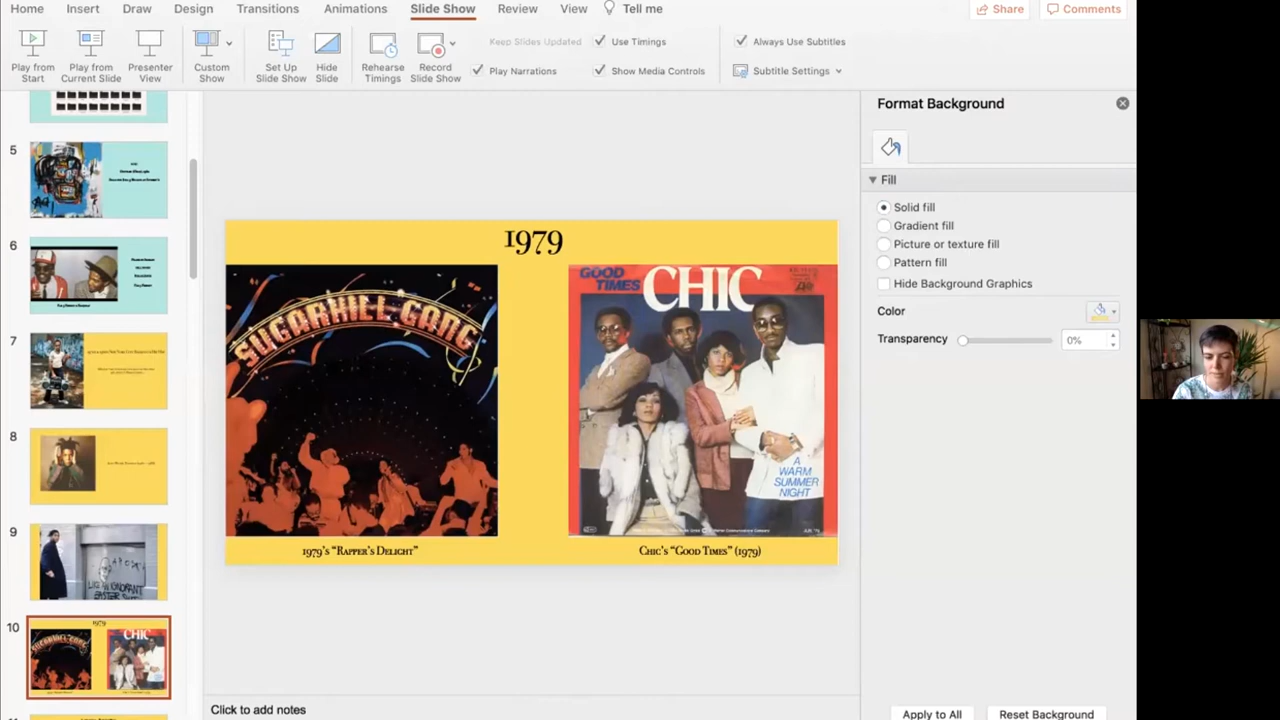 Home Insert Draw Design Transitions Animations Slide Show Review View Tell me Share Comments
Keep Slides Updated Use Timings Always Use Subtitles
Play from Start
Play from Current Slide
Presenter View
Custom Show
Set Up Slide Show
Hide Slide
Rehearse Timings
Record Slide Show
Play Narrations Show Media Controls Subtitle Settings
5
6
7
8
9
10
1979
SUGARHILL GANG
GOOD TIMES
CHIC
A WARM SUMMER NIGHT
1979's "Rapper's Delight"
Chic's "Good Times" (1979)
Click to add notes
Format Background
Fill
Solid fill
Gradient fill
Picture or texture fill
Pattern fill
Hide Background Graphics
Color
Transparency 0%
Apply to All Reset Background